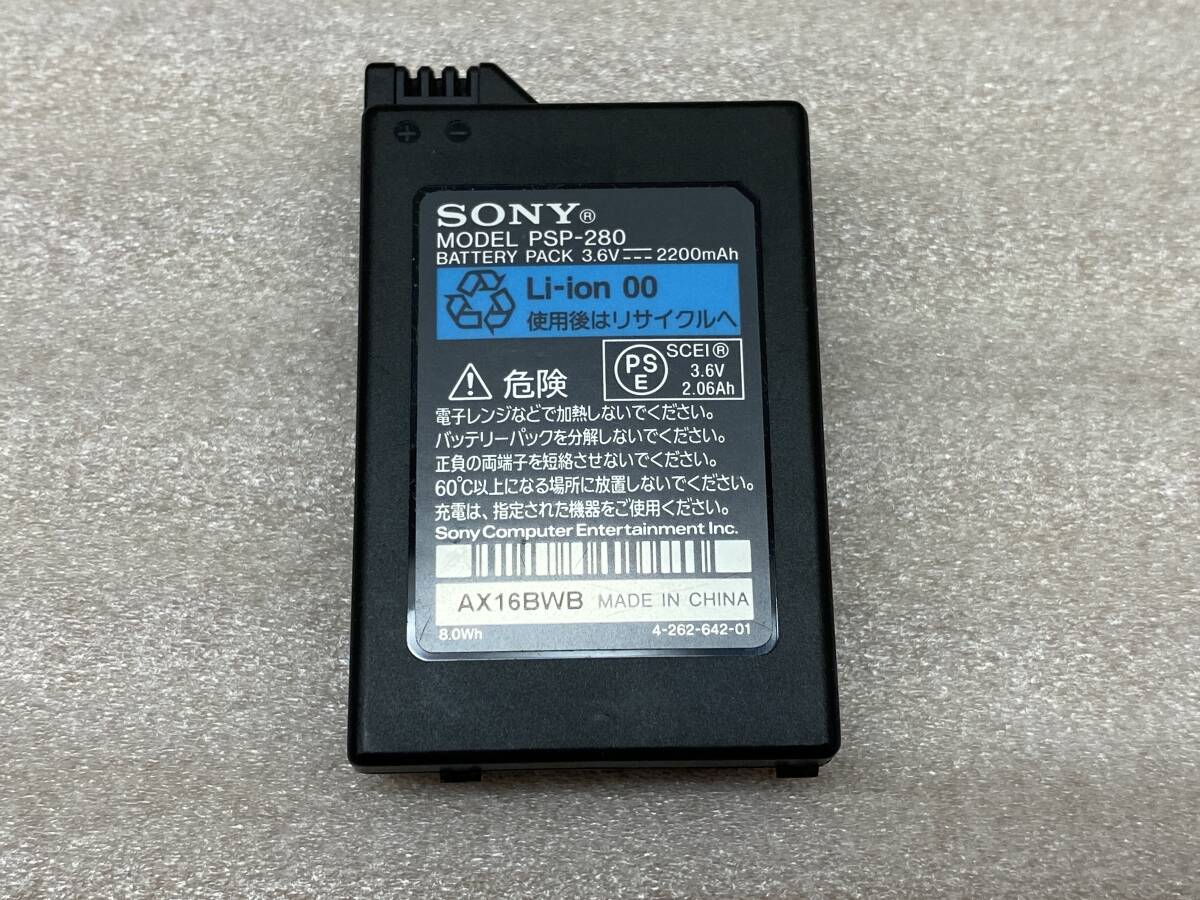 + −
SONY®
MODEL PSP-280
BATTERY PACK 3.6V 2200mAh
Li-ion 00
使用後はリサイクルへ
危険
PS E
SCEI®
3.6V
2.06Ah
電子レンジなどで加熱しないでください。
バッテリーパックを分解しないでください。
正負の両端子を短絡させないでください。
60℃以上になる場所に放置しないでください。
充電は、指定された機器をご使用ください。
Sony Computer Entertainment Inc.
AX16BWB MADE IN CHINA
8.0Wh 4-262-642-01